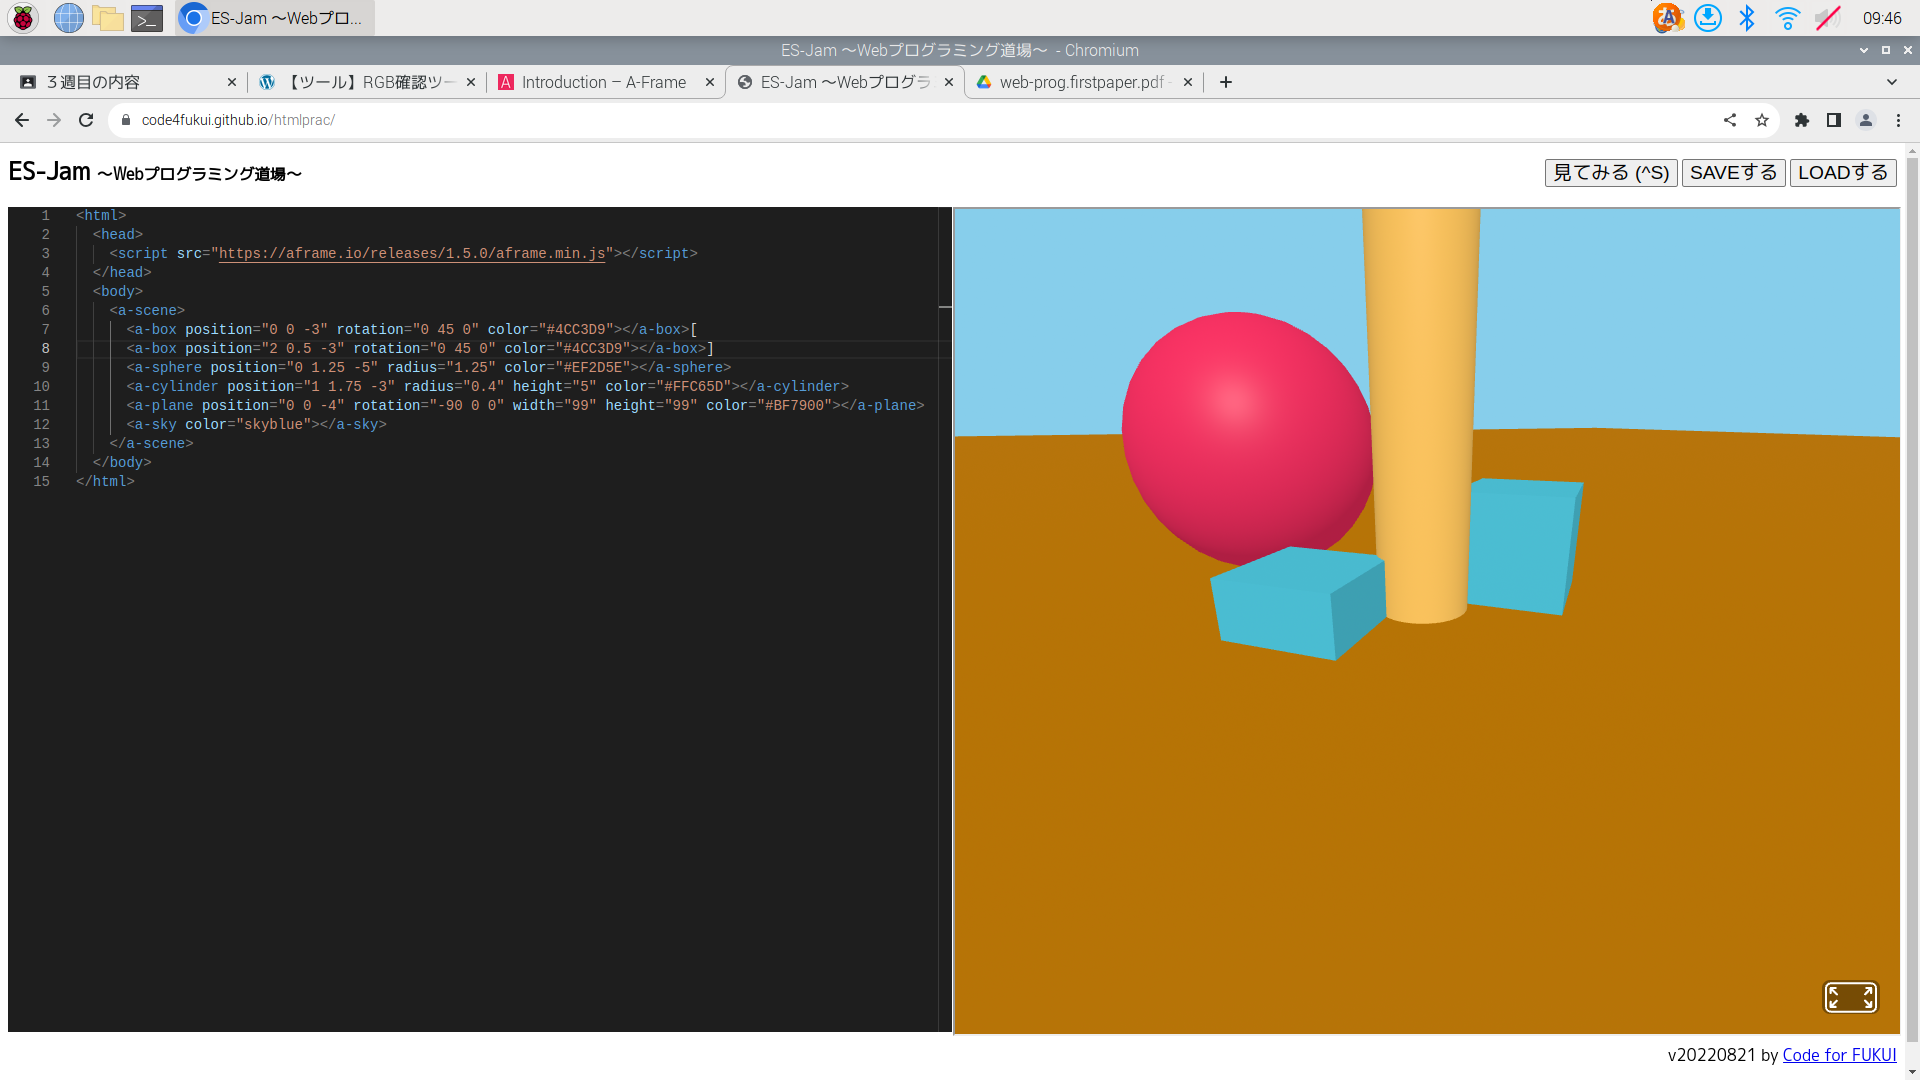 ES-Jam ～Webプロ...
09:46
ES-Jam ～Webプログラミング道場～ - Chromium
３週目の内容
【ツール】RGB確認ツー
Introduction – A-Frame
ES-Jam ～Webプログラ
web-prog.firstpaper.pdf -
code4fukui.github.io/htmlprac/
ES-Jam ～Webプログラミング道場～
見てみる (^S) SAVEする LOADする
1 <html>
2 <head>
3 <script src="https://aframe.io/releases/1.5.0/aframe.min.js"></script>
4 </head>
5 <body>
6 <a-scene>
7 <a-box position="0 0 -3" rotation="0 45 0" color="#4CC3D9"></a-box>[
8 <a-box position="2 0.5 -3" rotation="0 45 0" color="#4CC3D9"></a-box>]
9 <a-sphere position="0 1.25 -5" radius="1.25" color="#EF2D5E"></a-sphere>
10 <a-cylinder position="1 1.75 -3" radius="0.4" height="5" color="#FFC65D"></a-cylinder>
11 <a-plane position="0 0 -4" rotation="-90 0 0" width="99" height="99" color="#BF7900"></a-plane>
12 <a-sky color="skyblue"></a-sky>
13 </a-scene>
14 </body>
15 </html>
v20220821 by Code for FUKUI